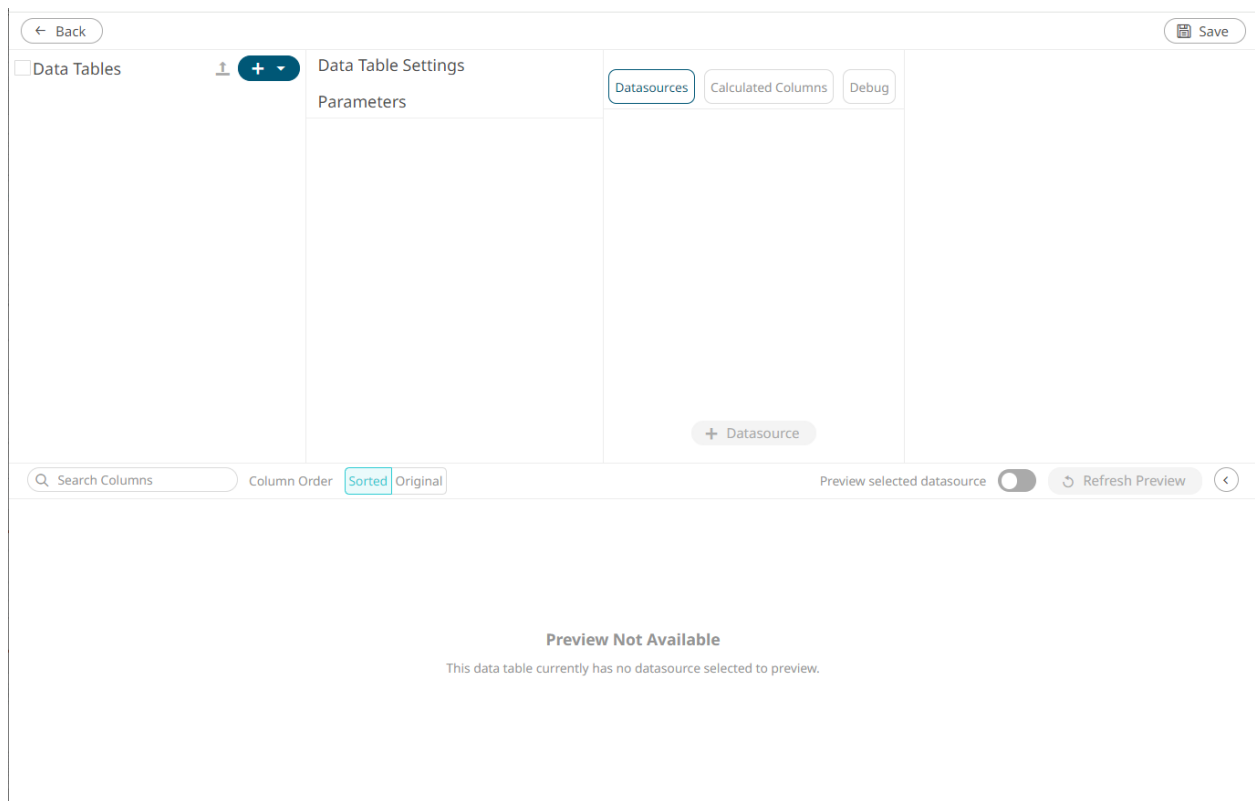 Back
Save
Data Tables
Data Table Settings
Parameters
Datasources
Calculated Columns
Debug
Datasource
Search Columns
Column Order
Sorted
Original
Preview selected datasource
Refresh Preview
Preview Not Available
This data table currently has no datasource selected to preview.